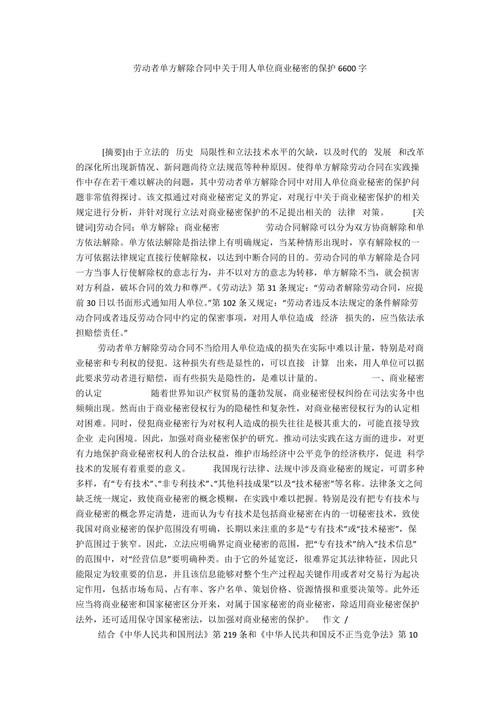 劳动者单方解除合同中关于用人单位商业秘密的保护 6600 字
[摘要]由于立法的 历史 局限性和立法技术水平的欠缺，以及时代的 发展 和改革
的深化所出现新情况、新问题尚待立法规范等种种原因。使得单方解除劳动合同在实践操
作中存在若干难以解决的问题，其中劳动者单方解除合同中对用人单位商业秘密的保护问
题非常值得探讨。该文拟通过对商业秘密定义的界定，对现行中关于商业秘密保护的相关
规定进行分析，并针对现行立法对商业秘密保护的不足提出相关的 法律 对策。 [关
键词]劳动合同；单方解除；商业秘密 劳动合同解除可以分为双方协商解除和单
方依法解除。单方依法解除是指法律上有明确规定，当某种情形出现时，享有解除权的一
方可依据法律规定直接行使解除权，以达到中断合同的目的。劳动合同的单方解除是合同
一方当事人行使解除权的意志行为，并不以对方的意志为转移，单方解除不当，就会损害
对方利益，破坏合同的效力和尊严。《劳动法》第 31 条规定：“劳动者解除劳动合同，应提
前 30 日以书面形式通知用人单位。”第 102 条又规定：“劳动者违反本法规定的条件解除劳
动合同或者违反劳动合同中约定的保密事项，对用人单位造成 经济 损失的，应当依法承
担赔偿责任。”
劳动者单方解除劳动合同不当给用人单位造成的损失在实际中难以计量，特别是对商
业秘密和专利权的侵犯。这种损失有些是显性的，可以直接 计算 出来，用人单位可以据
此要求劳动者进行赔偿，而有些损失是隐性的，是难以计量的。 一、商业秘密
的认定 随着世界知识产权贸易的蓬勃发展，商业秘密侵权纠纷在司法实务中也
频频出现。然而由于商业秘密侵权行为的隐秘性和复杂性，对商业秘密侵权行为的认定相
对困难。同时，侵犯商业秘密行为对权利人造成的损失往往是极其重大的，可能直接导致
企业 走向困境。因此，加强对商业秘密保护的研究。推动司法实践在这方面的进步，对更
有力地保护商业秘密权利人的合法权益，维护市场经济中公平竞争的经济秩序，促进 科学
技术的发展有着重要的意义。 我国现行法律、法规中涉及商业秘密的规定，可谓多种
多样，有“专有技术”、“非专利技术”、“其他科技成果”以及“技术秘密”等名称。法律条文之间
缺乏统一规定，致使商业秘密的概念模糊，在实践中难以把握。特别是没有把专有技术与
商业秘密的概念界定清楚，进而认为专有技术是包括商业秘密在内的一切秘密技术，致使
我国对商业秘密的保护范围没有明确，长期以来注重的多是“专有技术”或“技术秘密”，保
护范围过于狭窄。因此，立法应明确界定商业秘密的范围，把“专有技术”纳入“技术信息”
的范围中，对“经营信息”要明确种类。由于它的外延宽泛，很难界定其法律特征，因此只
能限定为较重要的信息，并且该信息能够对整个生产过程起关键作用或者对交易行为起决
定作用，包括市场布局、占有率、客户名单、策划价格、资源情报和重要决策等。此外还
应当将商业秘密和国家秘密区分开来，对属于国家秘密的商业秘密，除适用商业秘密保护
法外，还可适用保守国家秘密法，以加强对商业秘密的保护。 作文 /
结合《中华人民共和国刑法》第 219 条和《中华人民共和国反不正当竞争法》第 10